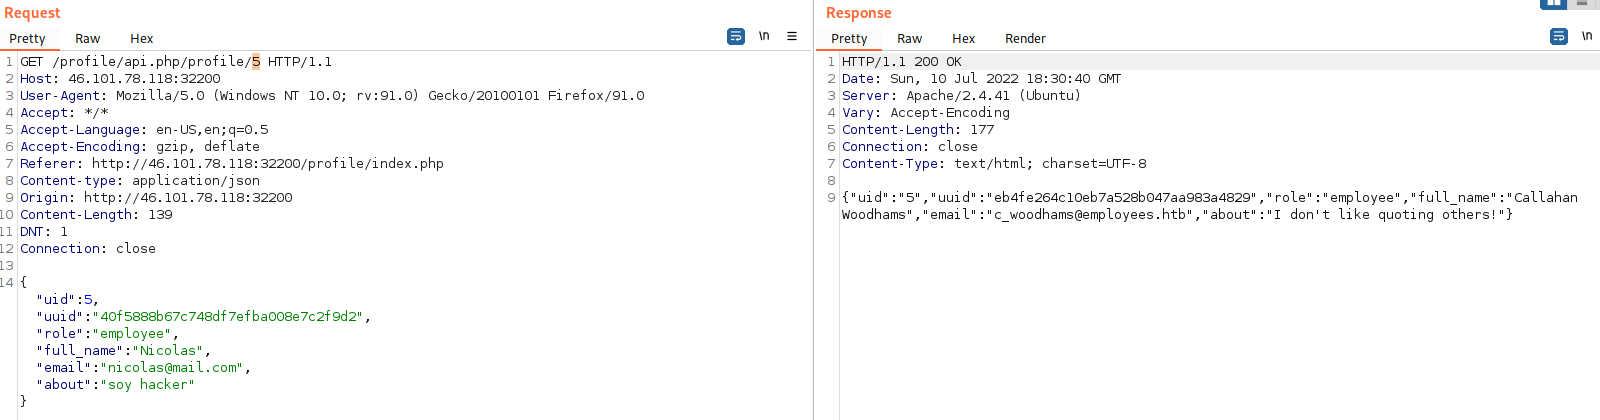 Request
Pretty Raw Hex \n
1 GET /profile/api.php/profile/5 HTTP/1.1
2 Host: 46.101.78.118:32200
3 User-Agent: Mozilla/5.0 (Windows NT 10.0; rv:91.0) Gecko/20100101 Firefox/91.0
4 Accept: */*
5 Accept-Language: en-US,en;q=0.5
6 Accept-Encoding: gzip, deflate
7 Referer: http://46.101.78.118:32200/profile/index.php
8 Content-type: application/json
9 Origin: http://46.101.78.118:32200
10 Content-Length: 139
11 DNT: 1
12 Connection: close
13
14 {
"uid":5,
"uuid":"40f5888b67c748df7efba008e7c2f9d2",
"role":"employee",
"full_name":"Nicolas",
"email":"nicolas@mail.com",
"about":"soy hacker"
}
Response
Pretty Raw Hex Render \n
1 HTTP/1.1 200 OK
2 Date: Sun, 10 Jul 2022 18:30:40 GMT
3 Server: Apache/2.4.41 (Ubuntu)
4 Vary: Accept-Encoding
5 Content-Length: 177
6 Connection: close
7 Content-Type: text/html; charset=UTF-8
8
9 {"uid":"5","uuid":"eb4fe264c10eb7a528b047aa983a4829","role":"employee","full_name":"Callahan
Woodhams","email":"c_woodhams@employees.htb","about":"I don't like quoting others!"}